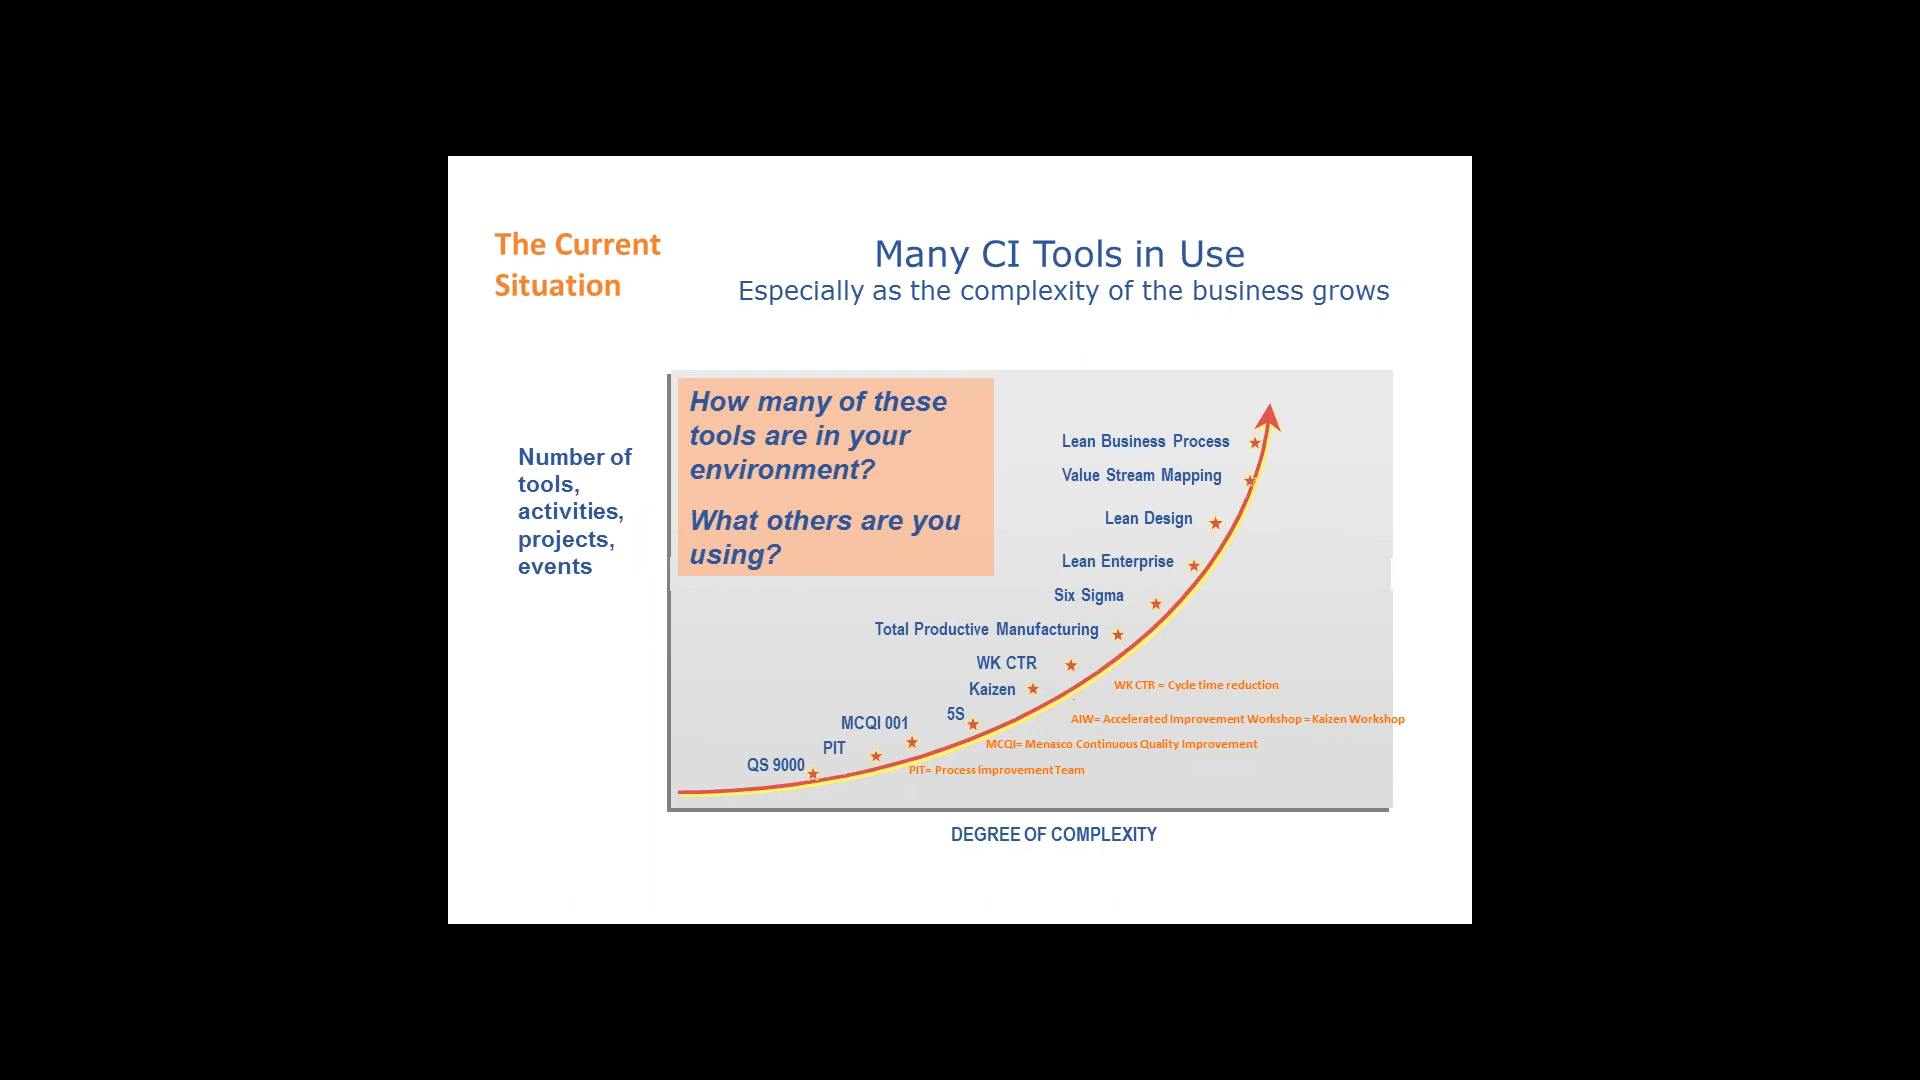 The Current
Situation
Many CI Tools in Use
Especially as the complexity of the business grows
Number of
tools,
activities,
projects,
events
How many of these
tools are in your
environment?
What others are you
using?
Lean Business Process
Value Stream Mapping
Lean Design
Lean Enterprise
Six Sigma
Total Productive Manufacturing
WK CTR
Kaizen
5S
MCQI 001
PIT
QS 9000
WK CTR = Cycle time reduction
AIW= Accelerated Improvement Workshop = Kaizen Workshop
MCQI= Menasco Continuous Quality Improvement
PIT= Process Improvement Team
DEGREE OF COMPLEXITY